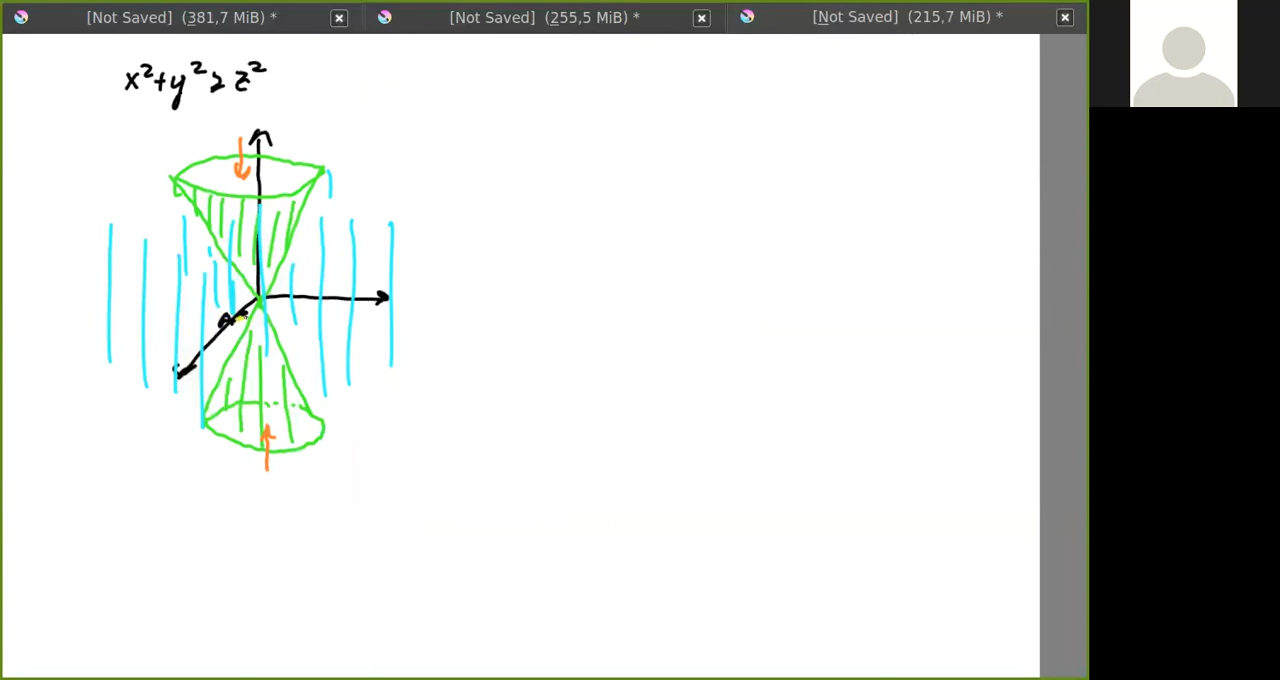 [Not Saved] (381,7 MiB) * [Not Saved] (255,5 MiB) * [Not Saved] (215,7 MiB) *
x²+y²≥z²